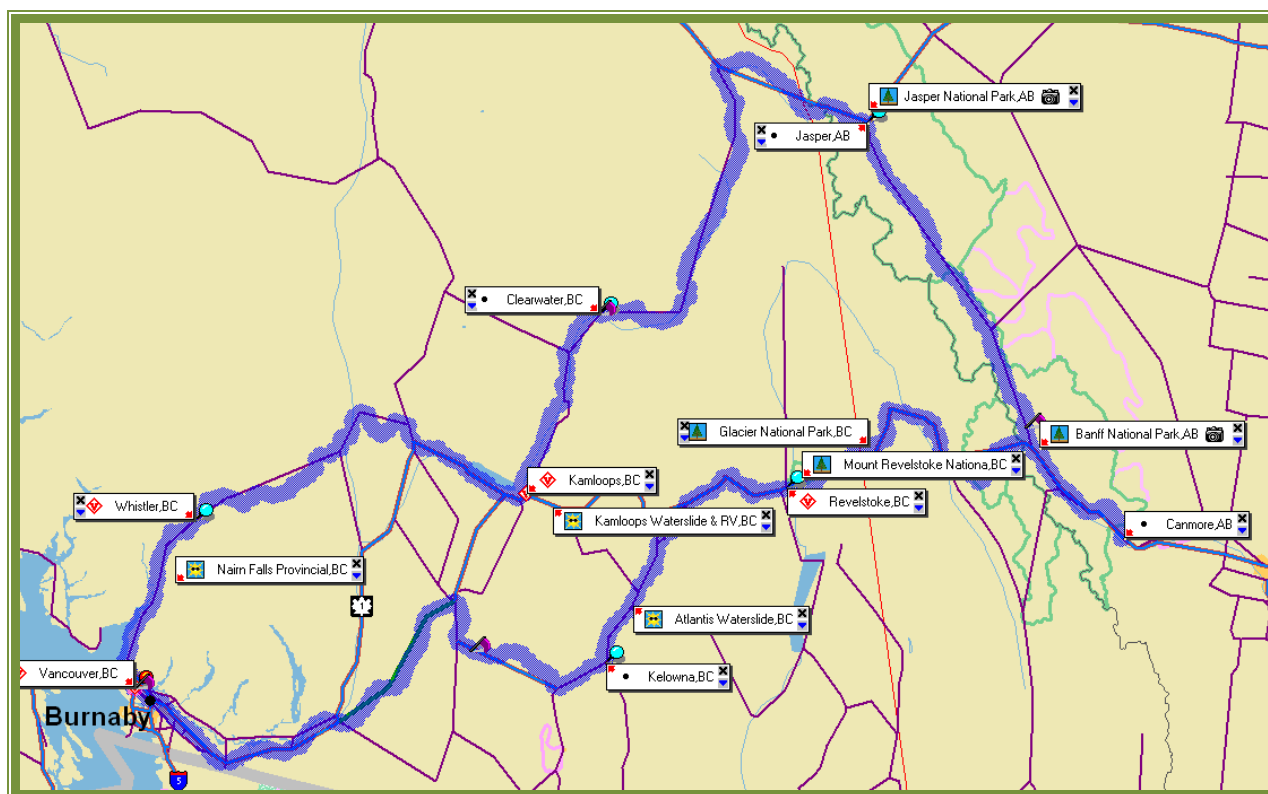 Jasper National Park,AB
Jasper,AB
Clearwater,BC
Glacier National Park,BC
Banff National Park,AB
Mount Revelstoke Nationa,BC
Kamloops,BC
Revelstoke,BC
Whistler,BC
Kamloops Waterslide & RV,BC
Canmore,AB
Nairn Falls Provincial,BC
1
Atlantis Waterslide,BC
Vancouver,BC
Kelowna,BC
Burnaby
5